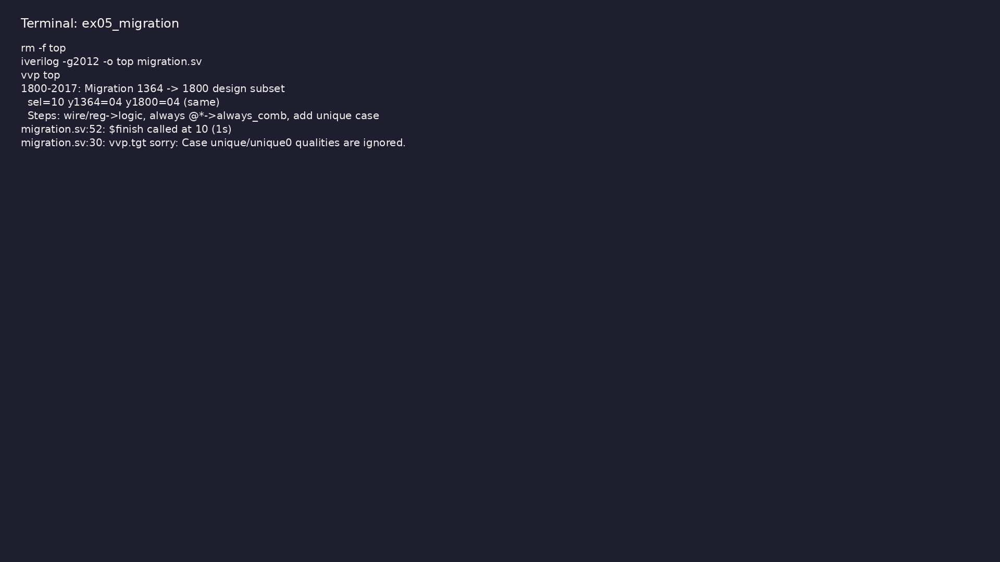 Terminal: ex05_migration
rm -f top
iverilog -g2012 -o top migration.sv
vvp top
1800-2017: Migration 1364 -> 1800 design subset
  sel=10 y1364=04 y1800=04 (same)
  Steps: wire/reg->logic, always @*->always_comb, add unique case
migration.sv:52: $finish called at 10 (1s)
migration.sv:30: vvp.tgt sorry: Case unique/unique0 qualities are ignored.